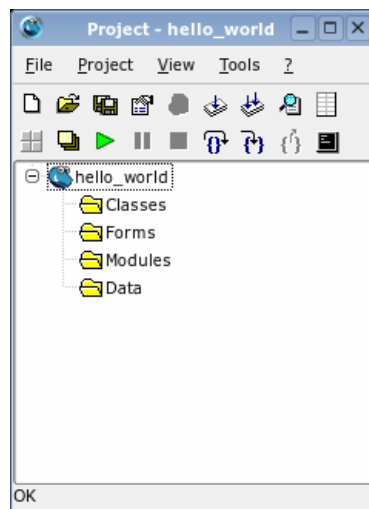 Project - hello_world
File Project View Tools ?
hello_world
Classes
Forms
Modules
Data
OK